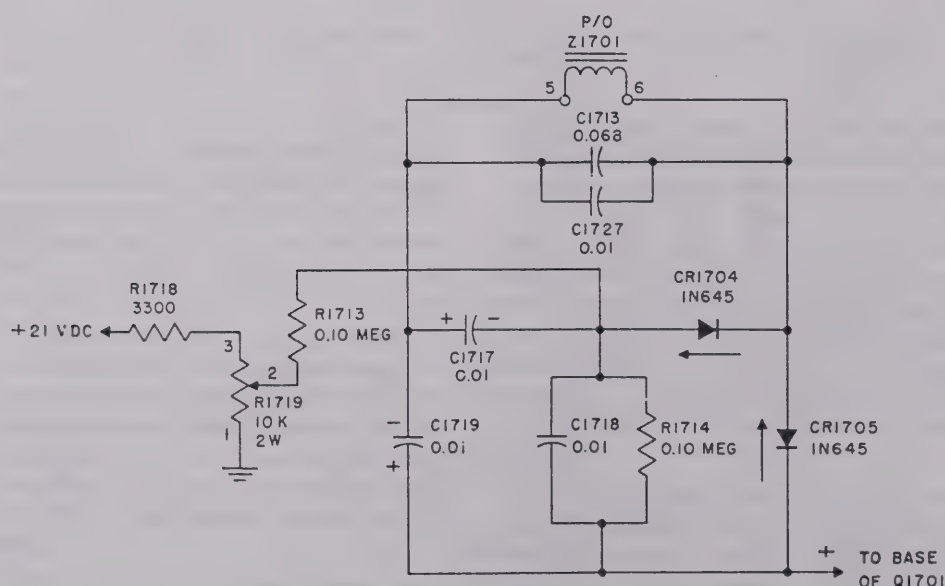 P/O
Z1701
5
6
C1713
0.068
C1727
0.01
R1718
3300
+21 VDC
3
2
R1719
10K
2W
1
R1713
0.10 MEG
+
-
C1717
0.01
CR1704
1N645
-
C1719
0.01
+
C1718
0.01
R1714
0.10 MEG
CR1705
1N645
+
TO BASE
OF Q1701